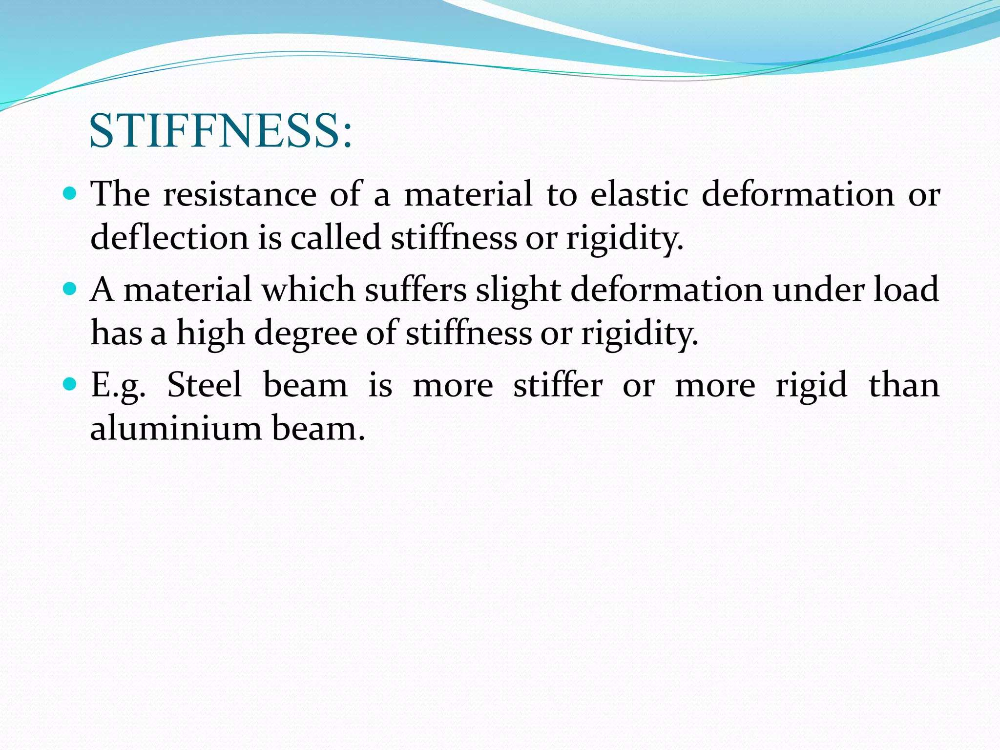 STIFFNESS:
• The resistance of a material to elastic deformation or
deflection is called stiffness or rigidity.
• A material which suffers slight deformation under load
has a high degree of stiffness or rigidity.
• E.g. Steel beam is more stiffer or more rigid than
aluminium beam.